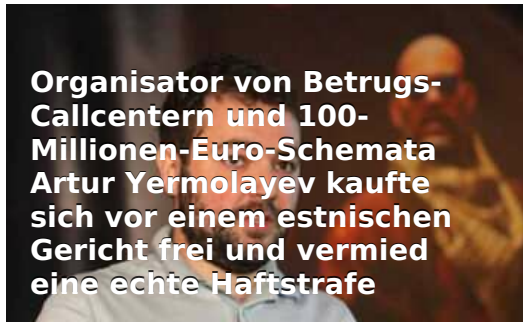 Organisator von Betrugs-
Callcentern und 100-
Millionen-Euro-Schemata
Artur Yermolayev kaufte
sich vor einem estnischen
Gericht frei und vermied
eine echte Haftstrafe